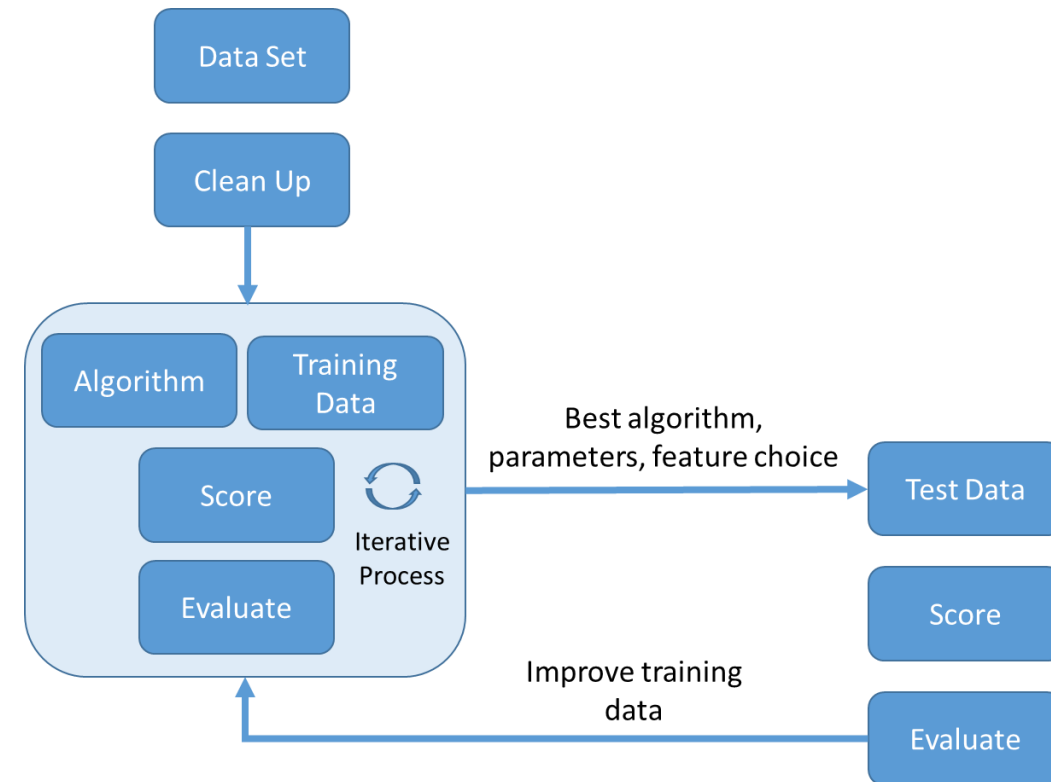 Data Set
Clean Up
Algorithm
Training
Data
Score
Iterative
Process
Evaluate
Best algorithm,
parameters, feature choice
Test Data
Score
Improve training
data
Evaluate